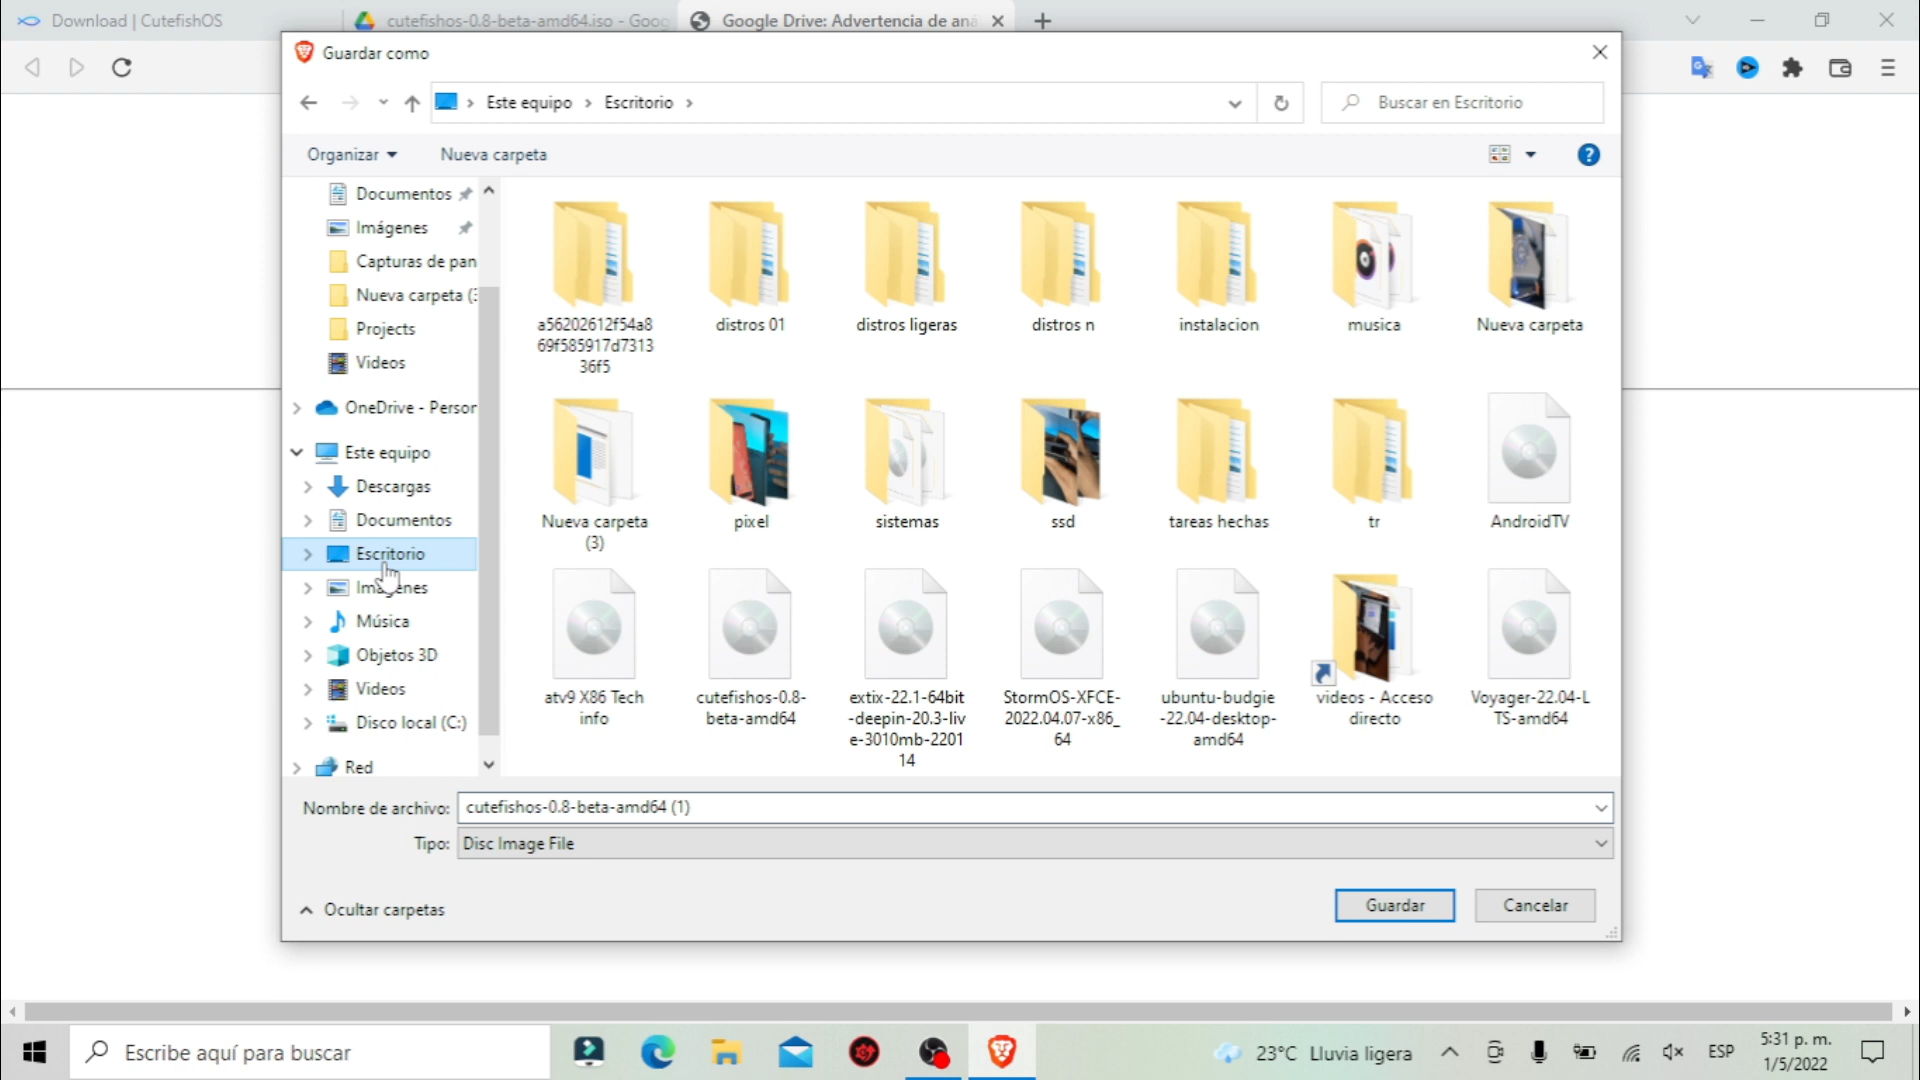 Download | CutefishOS
cutefishos-0.8-beta-amd64.iso - Goog
Google Drive: Advertencia de aná
Guardar como
Este equipo
Escritorio
Buscar en Escritorio
Organizar
Nueva carpeta
Documentos
Imágenes
Capturas de pan
Nueva carpeta (3
Projects
Videos
OneDrive - Person
Este equipo
Descargas
Documentos
Escritorio
Imágenes
Música
Objetos 3D
Videos
Disco local (C:)
Red
a56202612f54a8
69f585917d7313
36f5
distros 01
distros ligeras
distros n
instalacion
musica
Nueva carpeta
Nueva carpeta
(3)
pixel
sistemas
ssd
tareas hechas
tr
AndroidTV
atv9 X86 Tech
info
cutefishos-0.8-
beta-amd64
extix-22.1-64bit
-deepin-20.3-liv
e-3010mb-2201
14
StormOS-XFCE-
2022.04.07-x86_
64
ubuntu-budgie
-22.04-desktop-
amd64
videos - Acceso
directo
Voyager-22.04-L
TS-amd64
Nombre de archivo:
cutefishos-0.8-beta-amd64 (1)
Tipo:
Disc Image File
Ocultar carpetas
Guardar
Cancelar
Escribe aquí para buscar
23°C Lluvia ligera
ESP
5:31 p. m.
1/5/2022